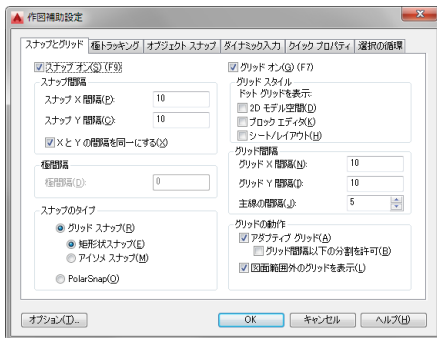 作図補助設定
スナップとグリッド 極トラッキング オブジェクト スナップ ダイナミック入力 クイック プロパティ 選択の循環
スナップ オン(S) (F9)
スナップ間隔
スナップ X 間隔(P): 10
スナップ Y 間隔(C): 10
X と Y の間隔を同一にする(X)
極間隔
極間隔(D): 0
スナップのタイプ
グリッド スナップ(R)
矩形状スナップ(E)
アイソメ スナップ(M)
PolarSnap(O)
グリッド オン(G) (F7)
グリッド スタイル
ドット グリッドを表示:
2D モデル空間(D)
ブロック エディタ(K)
シート/レイアウト(H)
グリッド間隔
グリッド X 間隔(N): 10
グリッド Y 間隔(I): 10
主線の間隔(J): 5
グリッドの動作
アダプティブ グリッド(A)
グリッド間隔以下の分割を許可(B)
図面範囲外のグリッドを表示(L)
オプション(T)... OK キャンセル ヘルプ(H)